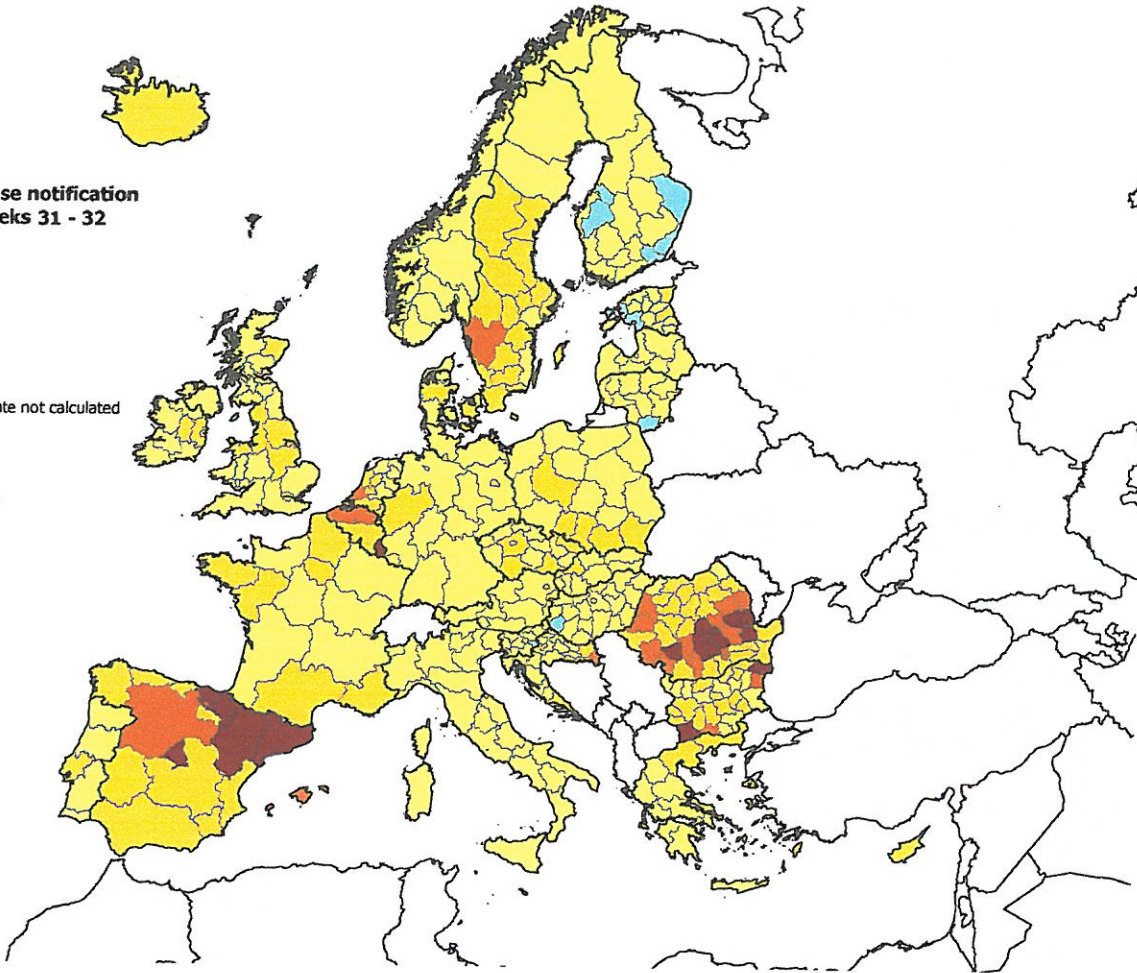 se notification
eks 31 - 32
te not calculated